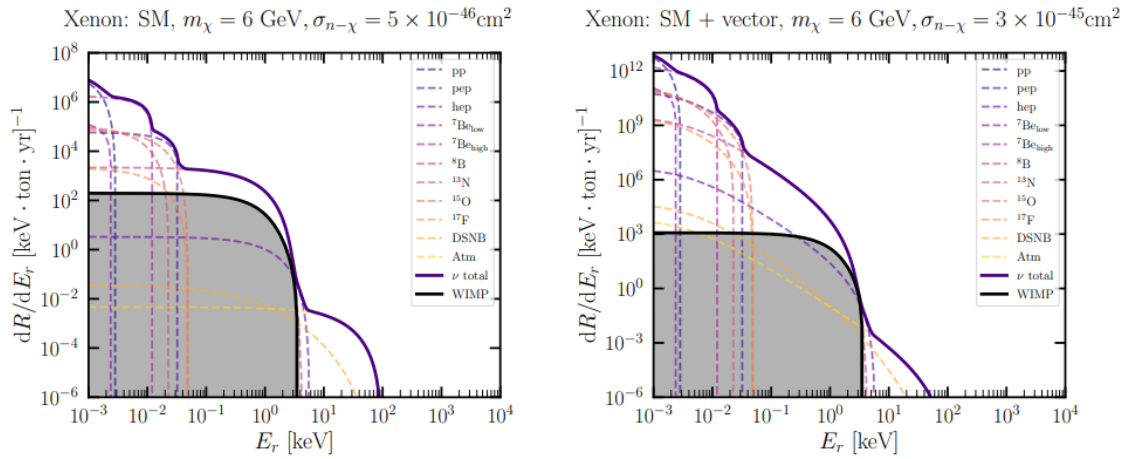 Xenon: SM, $m_\chi = 6$ GeV, $\sigma_{n-\chi} = 5 \times 10^{-46}$cm$^2$
$10^8$
$10^6$
$10^4$
$10^2$
$10^0$
$10^{-2}$
$10^{-4}$
$10^{-6}$
d$R$/d$E_r$ [keV · ton · yr]$^{-1}$
pp
pep
hep
$^7$Be$_{\rm low}$
$^7$Be$_{\rm high}$
$^8$B
$^{13}$N
$^{15}$O
$^{17}$F
DSNB
Atm
$\nu$ total
WIMP
$10^{-3}$ $10^{-2}$ $10^{-1}$ $10^0$ $10^1$ $10^2$ $10^3$ $10^4$
$E_r$ [keV]
Xenon: SM + vector, $m_\chi = 6$ GeV, $\sigma_{n-\chi} = 3 \times 10^{-45}$cm$^2$
$10^{12}$
$10^9$
$10^6$
$10^3$
$10^0$
$10^{-3}$
$10^{-6}$
d$R$/d$E_r$ [keV · ton · yr]$^{-1}$
pp
pep
hep
$^7$Be$_{\rm low}$
$^7$Be$_{\rm high}$
$^8$B
$^{13}$N
$^{15}$O
$^{17}$F
DSNB
Atm
$\nu$ total
WIMP
$10^{-3}$ $10^{-2}$ $10^{-1}$ $10^0$ $10^1$ $10^2$ $10^3$ $10^4$
$E_r$ [keV]